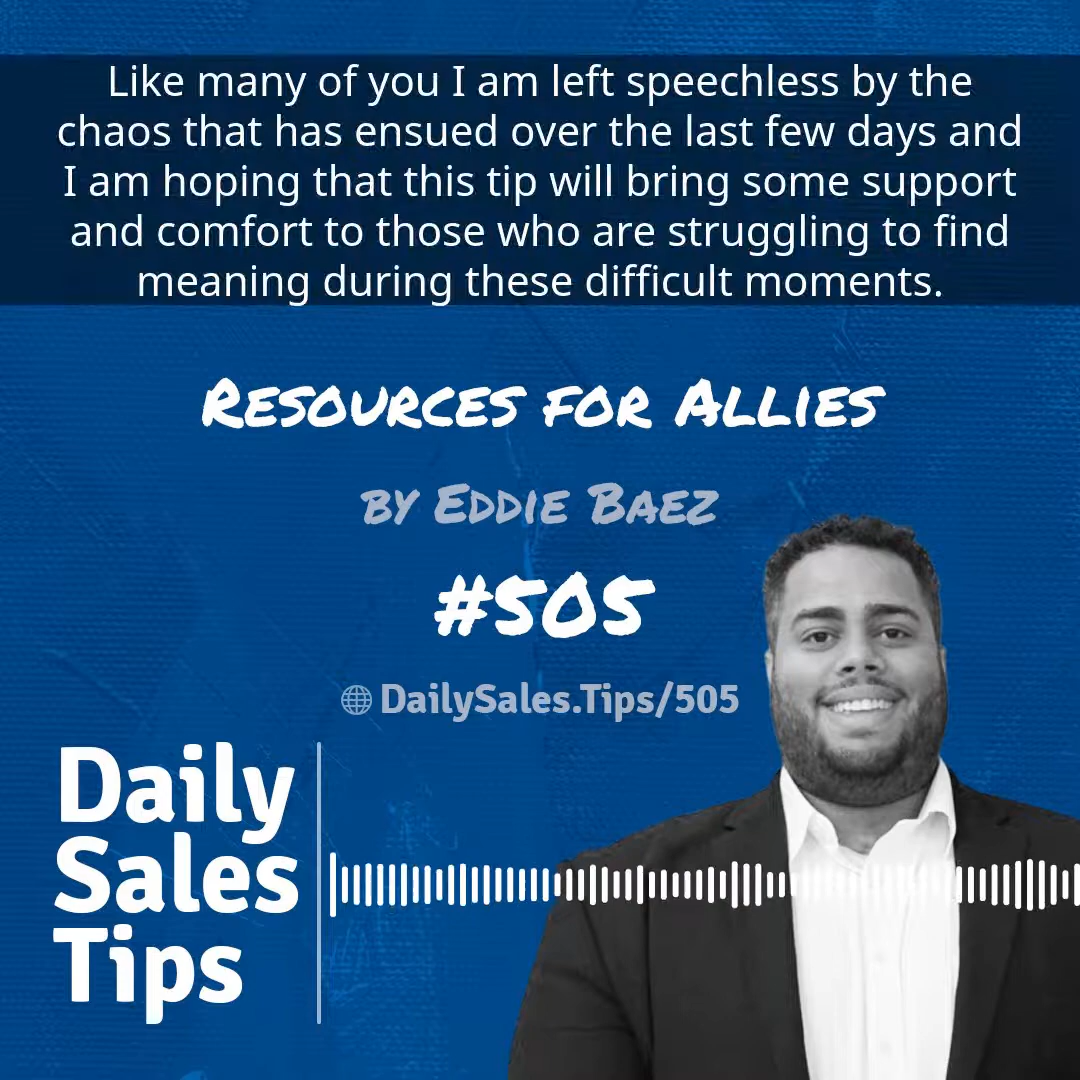 Like many of you I am left speechless by the
chaos that has ensued over the last few days and
I am hoping that this tip will bring some support
and comfort to those who are struggling to find
meaning during these difficult moments.
Resources for Allies
by Eddie Baez
#505
DailySales.Tips/505
Daily
Sales
Tips